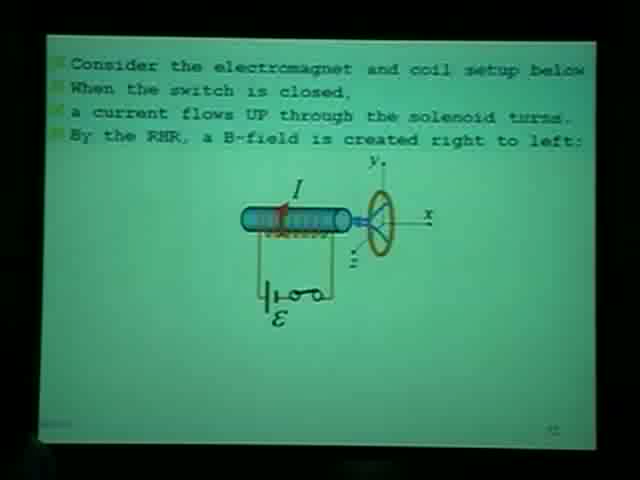 Consider the electromagnet and coil setup below
When the switch is closed,
a current flows UP through the solenoid turns.
By the RHR, a B-field is created right to left:
y
I
x
z
ε